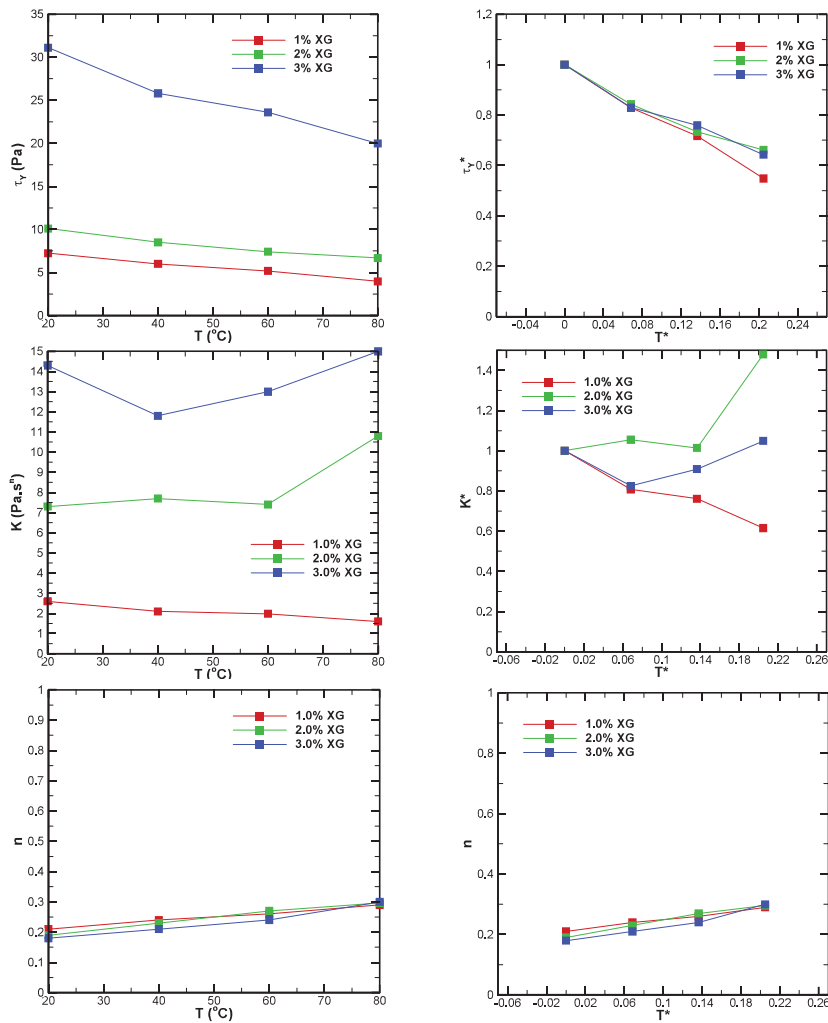 35
30
25
20
15
10
5
0
τY (Pa)
1% XG
2% XG
3% XG
20 30 40 50 60 70 80
T (°C)
1.2
1
0.8
0.6
0.4
0.2
0
τY*
1% XG
2% XG
3% XG
-0.04 0 0.04 0.08 0.12 0.16 0.2 0.24
T*
15
14
13
12
11
10
9
8
7
6
5
4
3
2
1
0
K (Pa.sⁿ)
1.0% XG
2.0% XG
3.0% XG
20 30 40 50 60 70 80
T (°C)
1.4
1.2
1
0.8
0.6
0.4
0.2
0
K*
1.0% XG
2.0% XG
3.0% XG
-0.06 -0.02 0.02 0.06 0.1 0.14 0.18 0.22 0.26
T*
1
0.9
0.8
0.7
0.6
0.5
0.4
0.3
0.2
0.1
0
n
1.0% XG
2.0% XG
3.0% XG
20 30 40 50 60 70 80
T (°C)
1
0.8
0.6
0.4
0.2
0
n
1.0% XG
2.0% XG
3.0% XG
-0.06 -0.02 0.02 0.06 0.1 0.14 0.18 0.22 0.26
T*